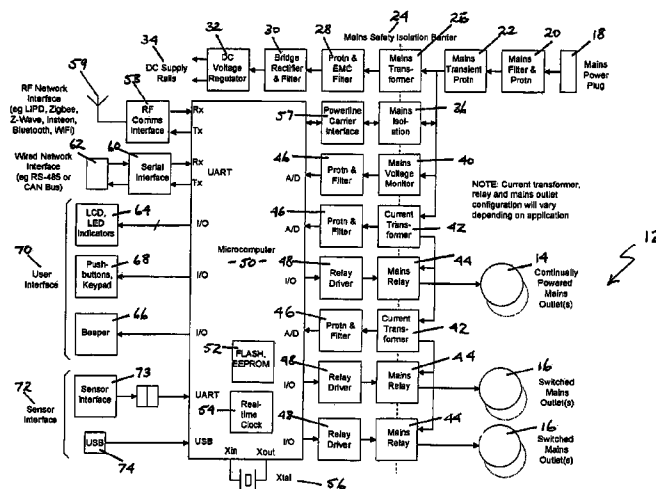 34
32
30
28
24
Mains Safety Isolation Barrier
26
22
20
18
DC Supply
Rails
DC
Voltage
Regulator
Bridge
Rectifier
& Filter
Protn &
EMC
Filter
Mains
Transformer
Mains
Transient
Protn
Mains
Filter &
Protn
Mains
Power
Plug
59
RF Network
Interface
(eg LIPD, Zigbee,
Z-Wave, Insteon,
Bluetooth, WiFi)
58
RF
Comms
Interface
Rx
Tx
UART
57
Powerline
Carrier
Interface
Mains
Isol-
ation
36
Wired Network
Interface
(eg RS-485 or
CAN Bus)
62
60
Serial
Interface
Rx
Tx
46
A/D
Protn
& Filter
Mains
Voltage
Monitor
40
NOTE: Current transformer,
relay and mains outlet
configuration will vary
depending on application
LCD,
LED
Indicators
64
I/O
46
A/D
Protn
& Filter
Current
Trans-
former
42
70
User
Interface
Push-
buttons,
Keypad
68
I/O
Microcomputer
-50-
48
I/O
Relay
Driver
Mains
Relay
44
14
Continually
Powered
Mains
Outlet(s)
12
Beeper
66
I/O
46
A/D
Protn
& Filter
Current
Trans-
former
42
52
FLASH,
EEPROM
72
Sensor
Interface
73
Sensor
Interface
UART
54
Real-
time
Clock
48
I/O
Relay
Driver
Mains
Relay
44
16
Switched
Mains
Outlet(s)
USB
74
USB
Xin
Xout
48
I/O
Relay
Driver
Mains
Relay
44
16
Switched
Mains
Outlet(s)
Xtal
56